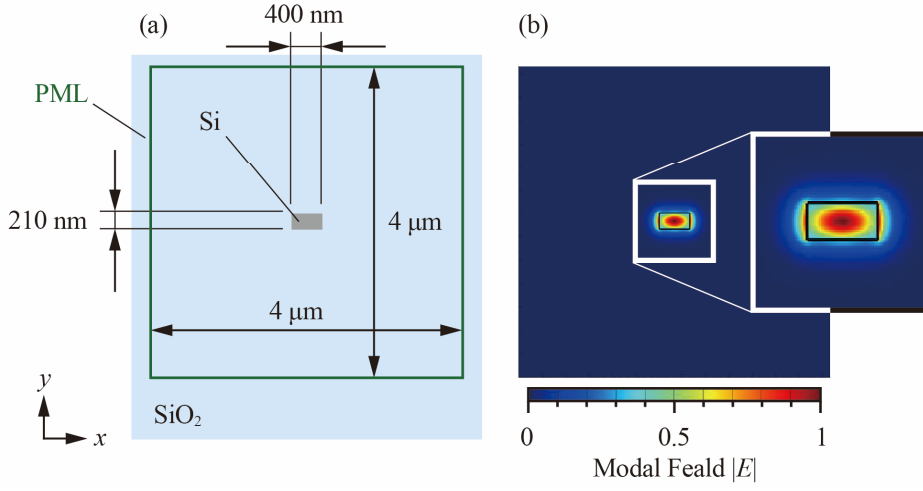 400 nm
(a)
(b)
PML
Si
210 nm
4 μm
4 μm
y
x
SiO₂
0
0.5
1
Modal Feald |E|